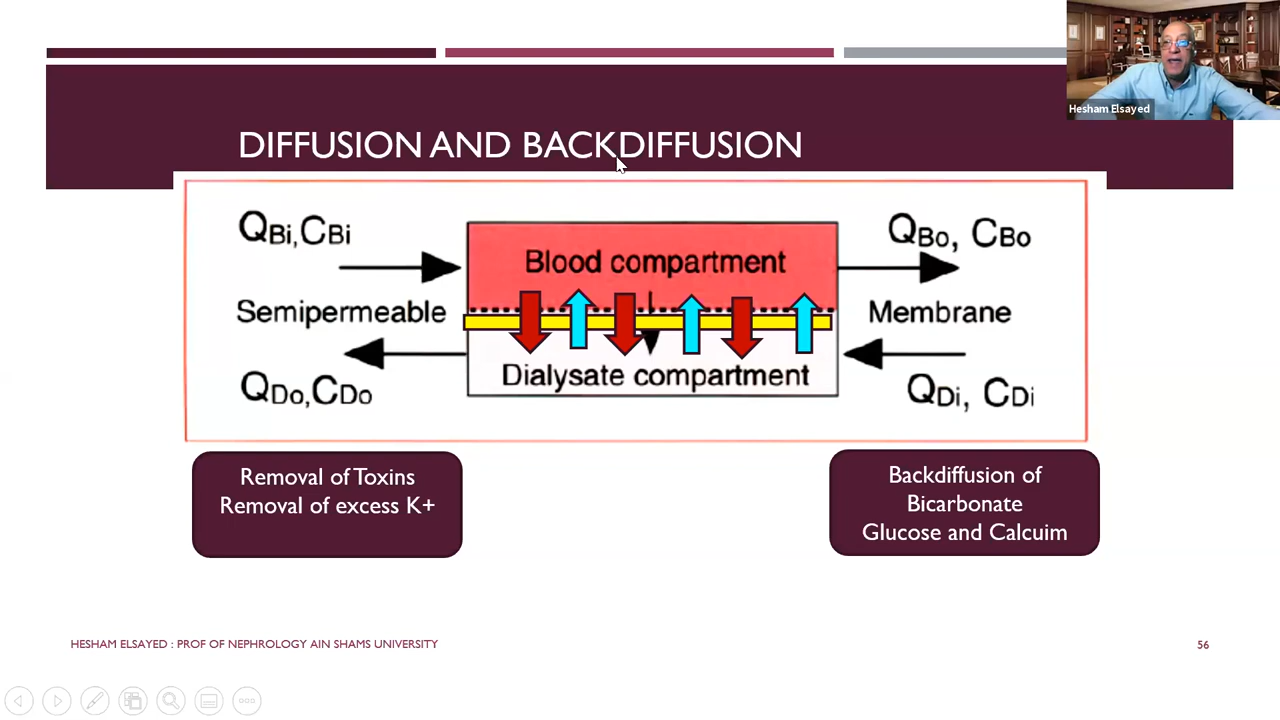 Hesham Elsayed
DIFFUSION AND BACKDIFFUSION
QBi, CBi
QBo, CBo
Blood compartment
Semipermeable
Membrane
Dialysate compartment
QDo, CDo
QDi, CDi
Removal of Toxins
Removal of excess K+
Backdiffusion of
Bicarbonate
Glucose and Calcuim
HESHAM ELSAYED : PROF OF NEPHROLOGY AIN SHAMS UNIVERSITY
56